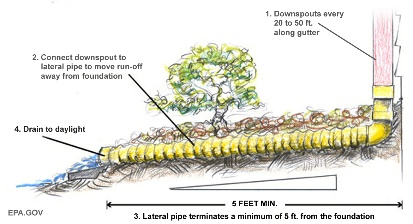 1. Downspouts every
20 to 50 ft.
along gutter
2. Connect downspout to
lateral pipe to move run-off
away from foundation
4. Drain to daylight
5 FEET MIN.
EPA.GOV
3. Lateral pipe terminates a minimum of 5 ft. from the foundation